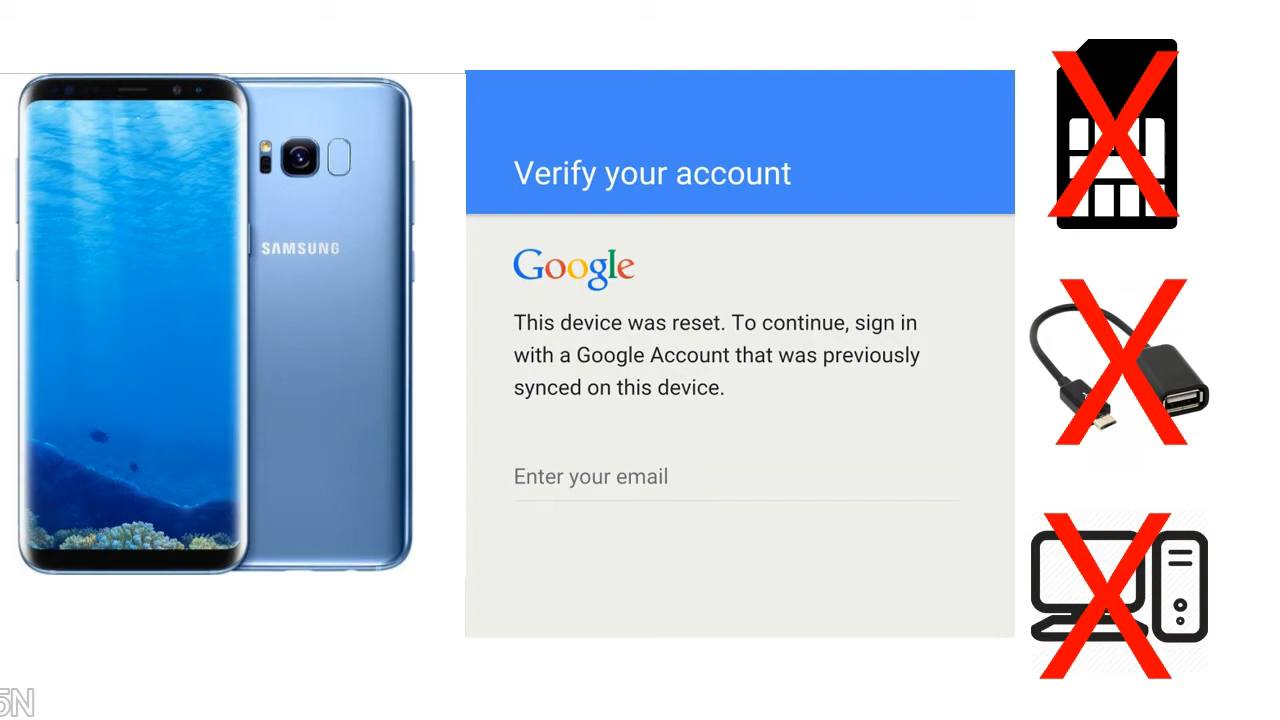 SAMSUNG
Verify your account
Google
This device was reset. To continue, sign in
with a Google Account that was previously
synced on this device.
Enter your email
5N